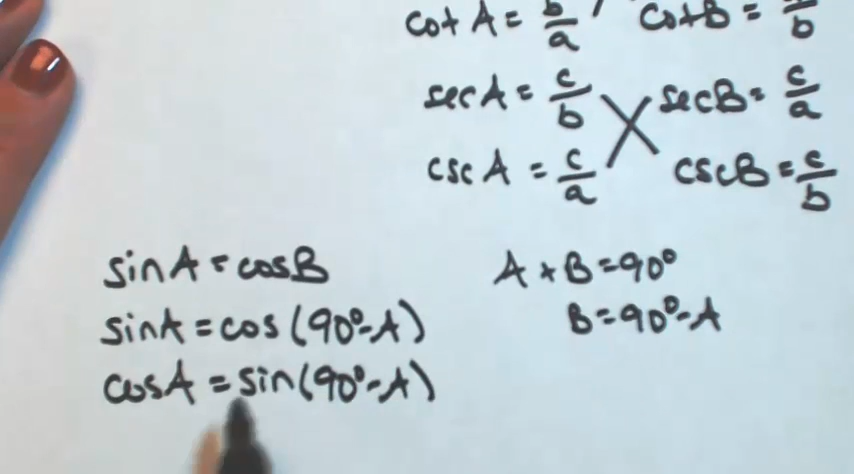 cot A = b/a , cot B = a/b
sec A = c/b sec B = c/a
csc A = c/a csc B = c/b
sin A = cos B A + B = 90°
sin A = cos (90° - A) B = 90° - A
cos A = sin (90° - A)